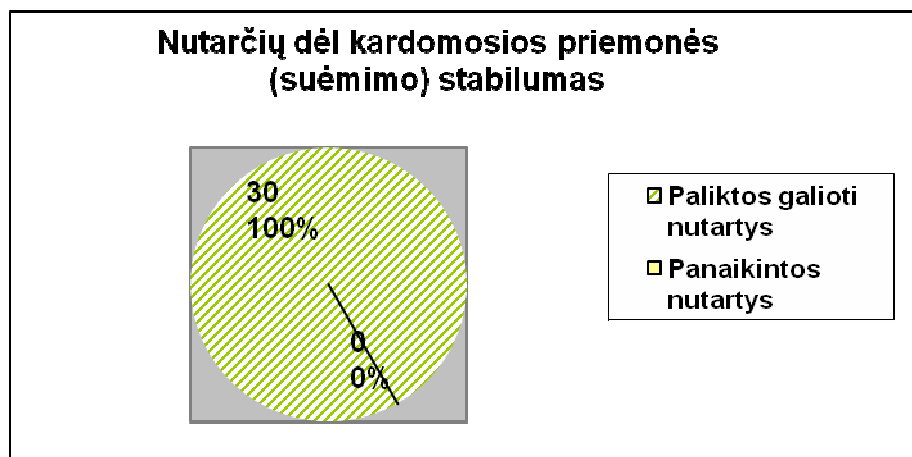 Nutarčių dėl kardomosios priemonės
(suėmimo) stabilumas
30
100%
0
0%
Paliktos galioti
nutartys
Panaikintos
nutartys